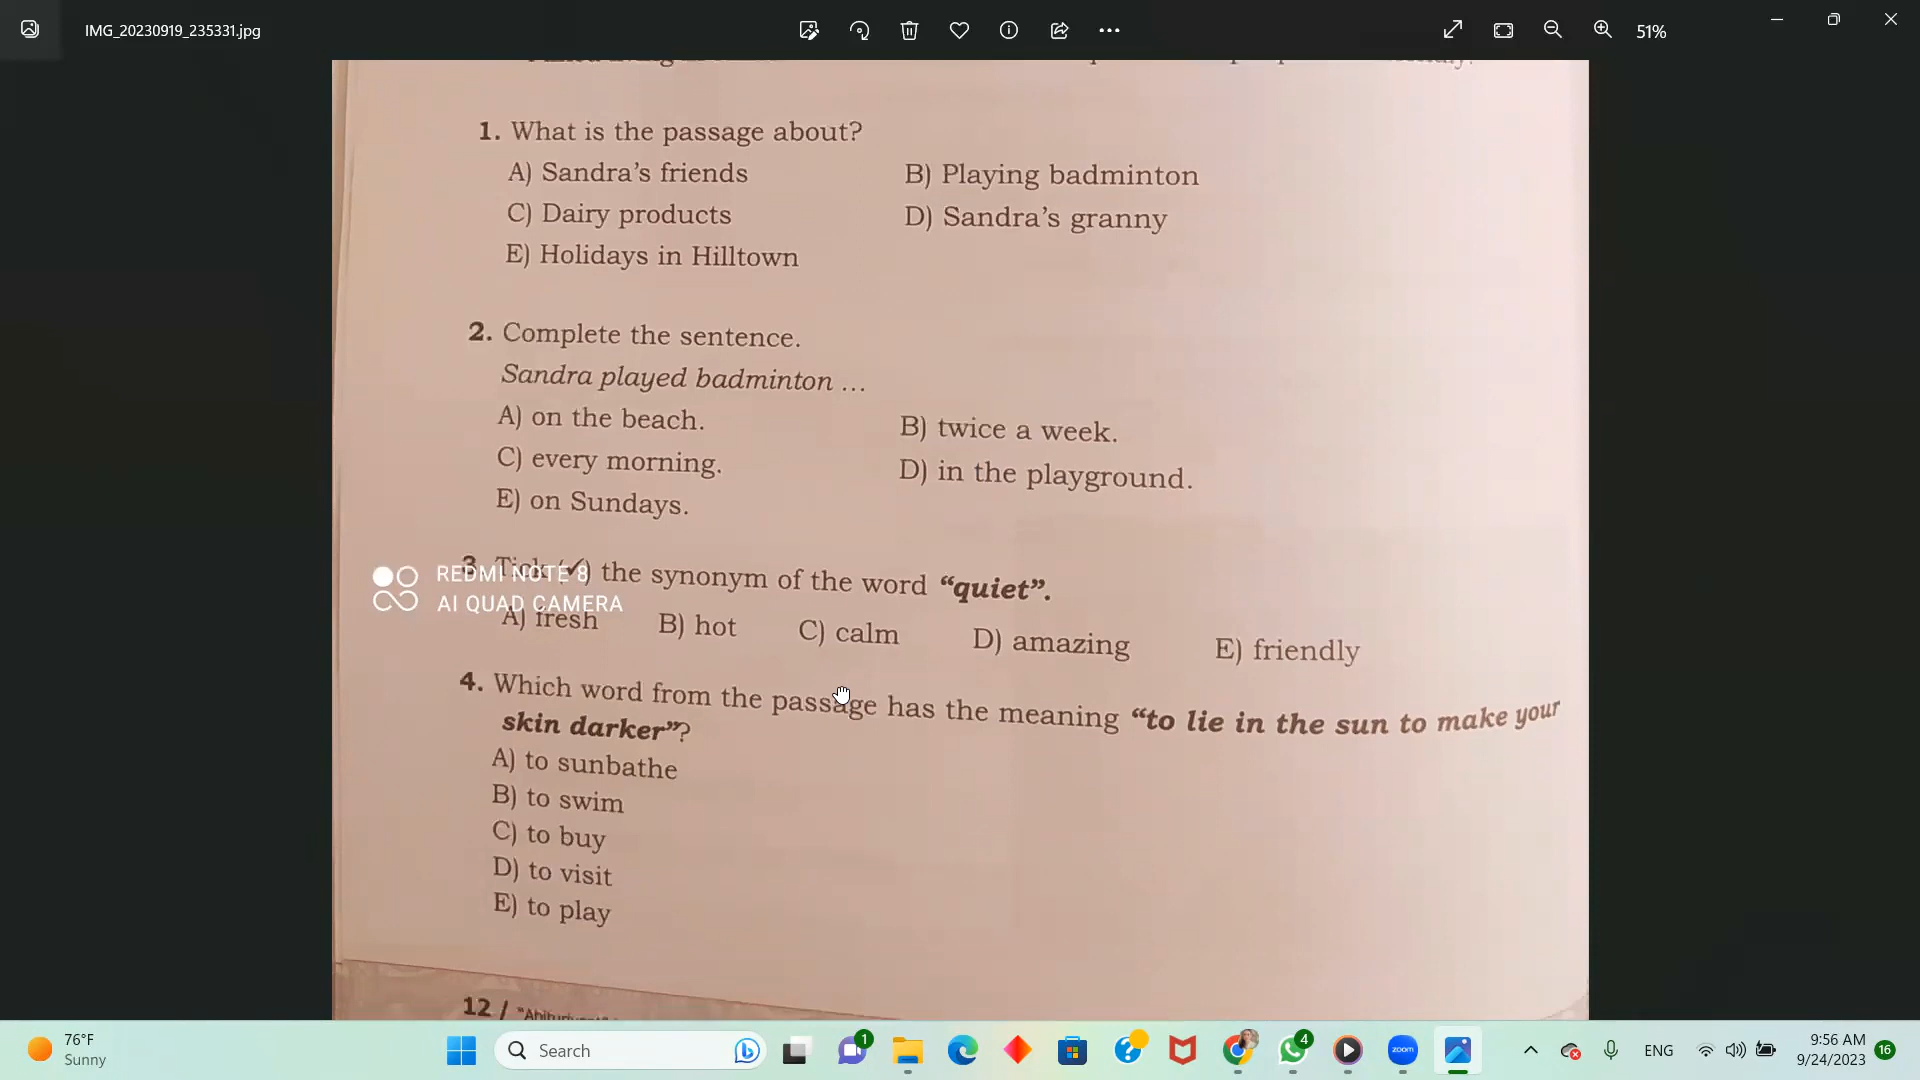 IMG_20230919_235331.jpg
51%
1. What is the passage about?
A) Sandra's friends
B) Playing badminton
C) Dairy products
D) Sandra's granny
E) Holidays in Hilltown
2. Complete the sentence.
Sandra played badminton ...
A) on the beach.
B) twice a week.
C) every morning.
D) in the playground.
E) on Sundays.
3. Tick (✓) the synonym of the word "quiet".
REDMI NOTE 8
AI QUAD CAMERA
A) fresh B) hot C) calm D) amazing E) friendly
4. Which word from the passage has the meaning "to lie in the sun to make your
skin darker"?
A) to sunbathe
B) to swim
C) to buy
D) to visit
E) to play
12 /
76°F
Sunny
Search
1
4
zoom
ENG
9:56 AM
9/24/2023
16